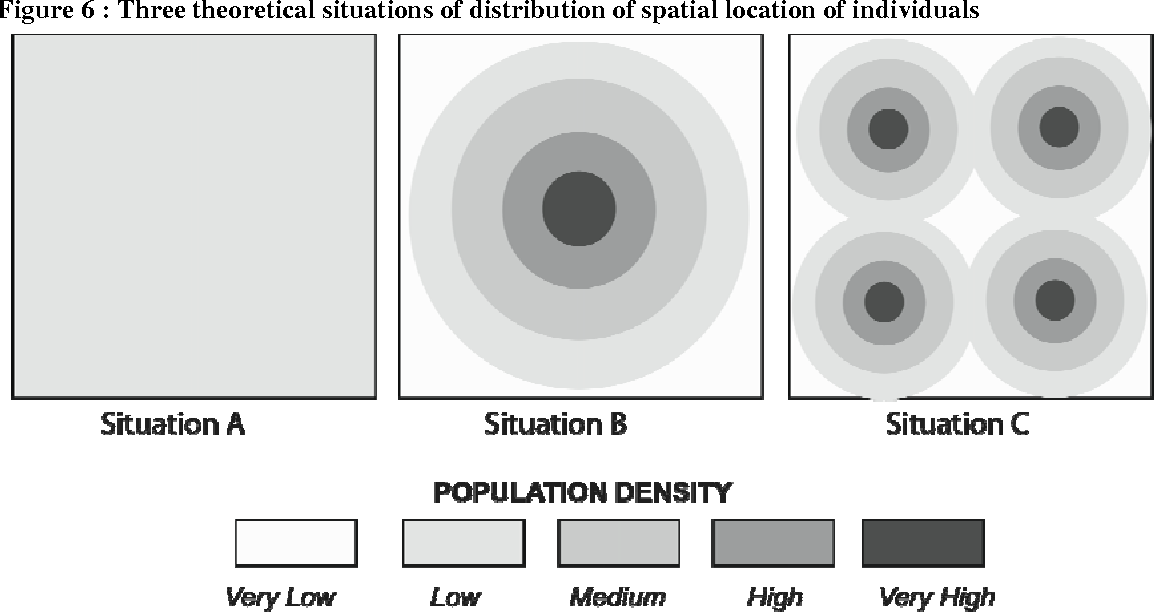 Figure 6 : Three theoretical situations of distribution of spatial location of individuals
Situation A
Situation B
Situation C
POPULATION DENSITY
Very Low
Low
Medium
High
Very High